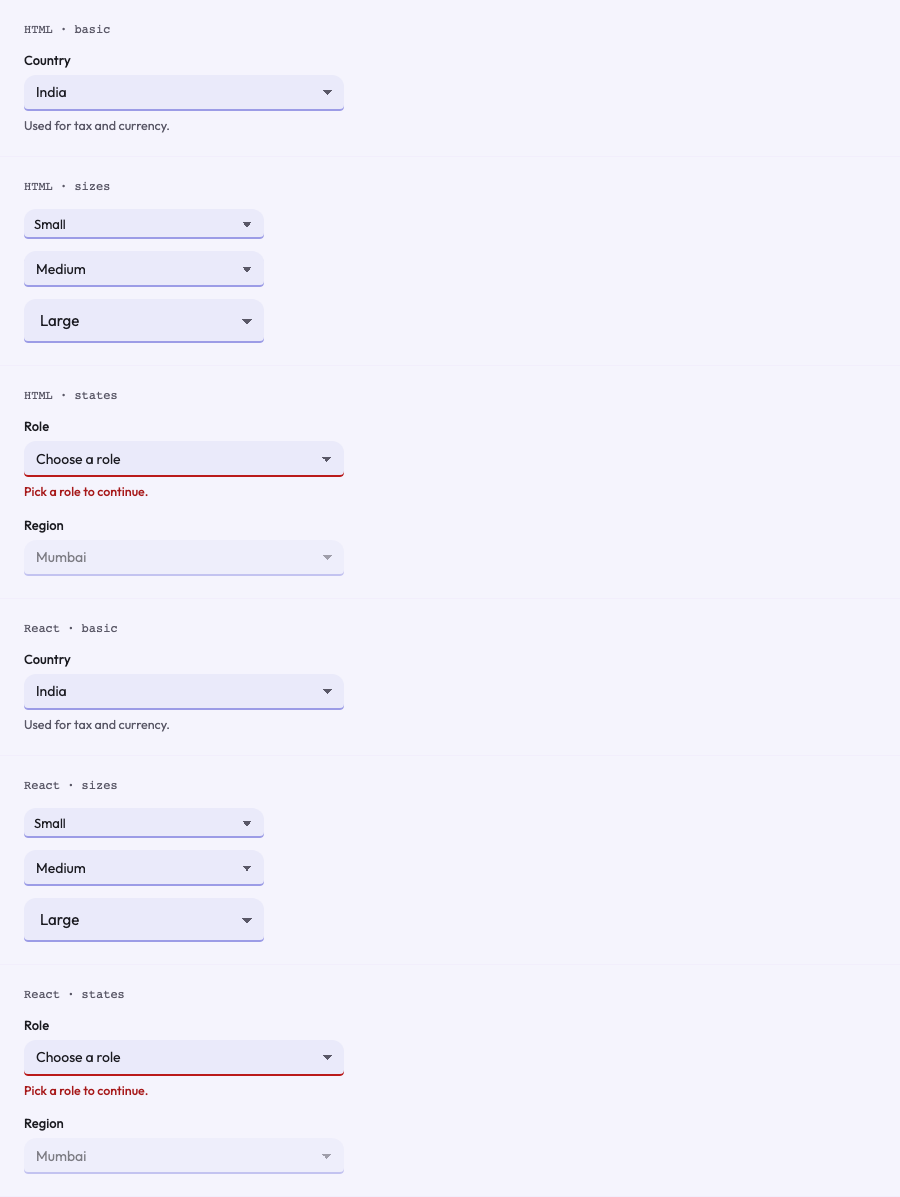 HTML · basic
Country
India
Used for tax and currency.
HTML · sizes
Small
Medium
Large
HTML · states
Role
Choose a role
Pick a role to continue.
Region
Mumbai
React · basic
Country
India
Used for tax and currency.
React · sizes
Small
Medium
Large
React · states
Role
Choose a role
Pick a role to continue.
Region
Mumbai